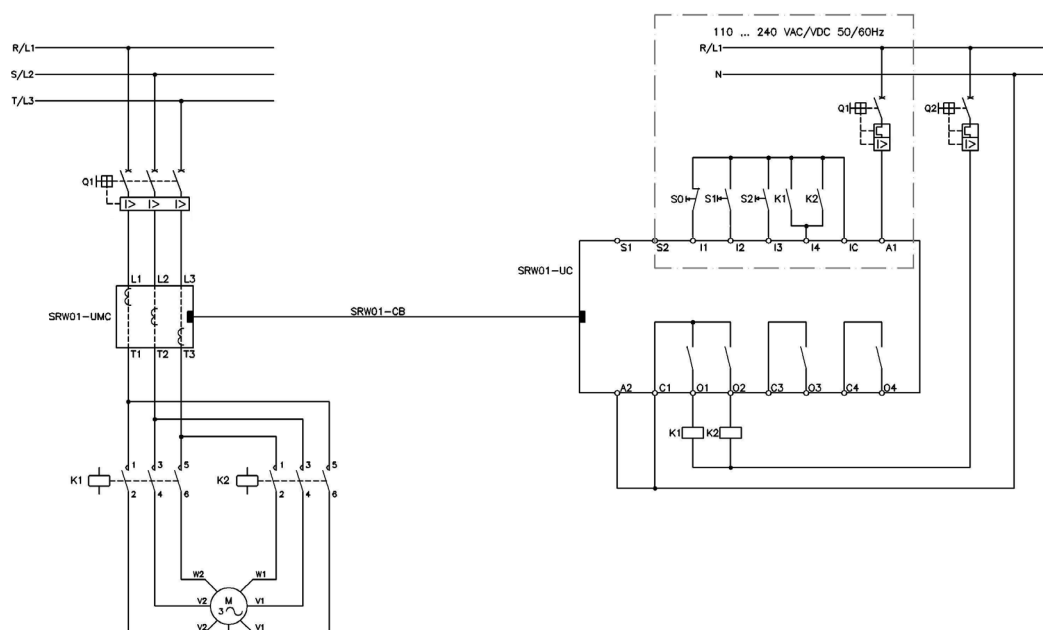 110 ... 240 VAC/VDC 50/60Hz
R/L1
S/L2
T/L3
R/L1
N
Q1
Q1
Q2
I> I> I>
I>
I>
S0 S1 S2 K1 K2
S1 S2 I1 I2 I3 I4 IC A1
SRW01-UC
L1 L2 L3
SRW01-UMC
SRW01-CB
T1 T2 T3
A2 C1 O1 O2 C3 O3 C4 O4
K1 K2
1 3 5 1 3 5
K1 K2
2 4 6 2 4 6
W2 W1
M
3
V2 V1
V2 V1